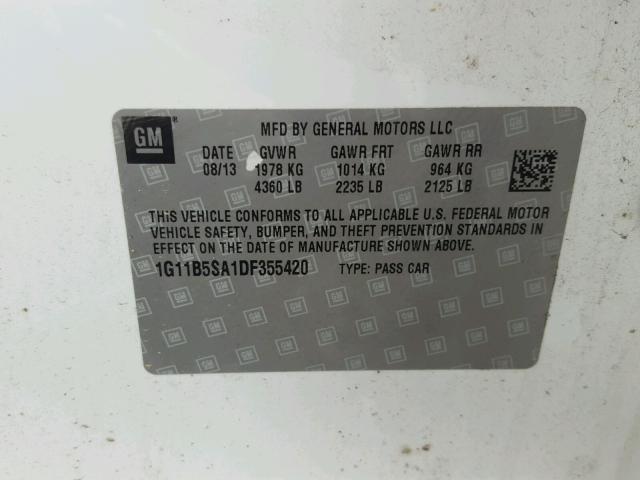 GM®
MFD BY GENERAL MOTORS LLC
DATE GVWR GAWR FRT GAWR RR
08/13 1978 KG 1014 KG 964 KG
4360 LB 2235 LB 2125 LB
THIS VEHICLE CONFORMS TO ALL APPLICABLE U.S. FEDERAL MOTOR
VEHICLE SAFETY, BUMPER, AND THEFT PREVENTION STANDARDS IN
EFFECT ON THE DATE OF MANUFACTURE SHOWN ABOVE.
1G11B5SA1DF355420 TYPE: PASS CAR